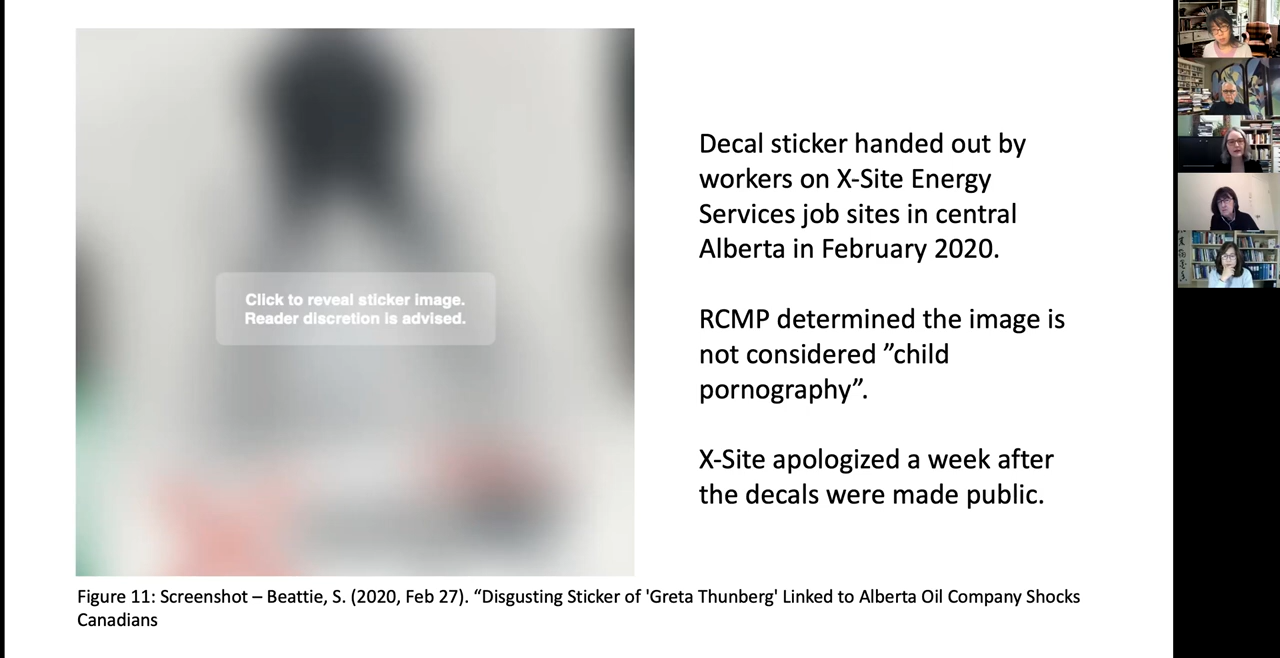 Click to reveal sticker image.
Reader discretion is advised.
Decal sticker handed out by
workers on X-Site Energy
Services job sites in central
Alberta in February 2020.
RCMP determined the image is
not considered ”child
pornography”.
X-Site apologized a week after
the decals were made public.
Figure 11: Screenshot – Beattie, S. (2020, Feb 27). “Disgusting Sticker of 'Greta Thunberg' Linked to Alberta Oil Company Shocks
Canadians